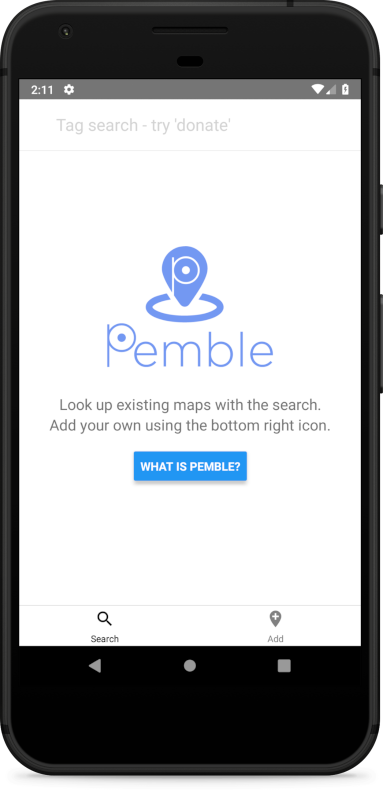 2:11
Tag search - try 'donate'
Pemble
Look up existing maps with the search.
Add your own using the bottom right icon.
WHAT IS PEMBLE?
Search
Add